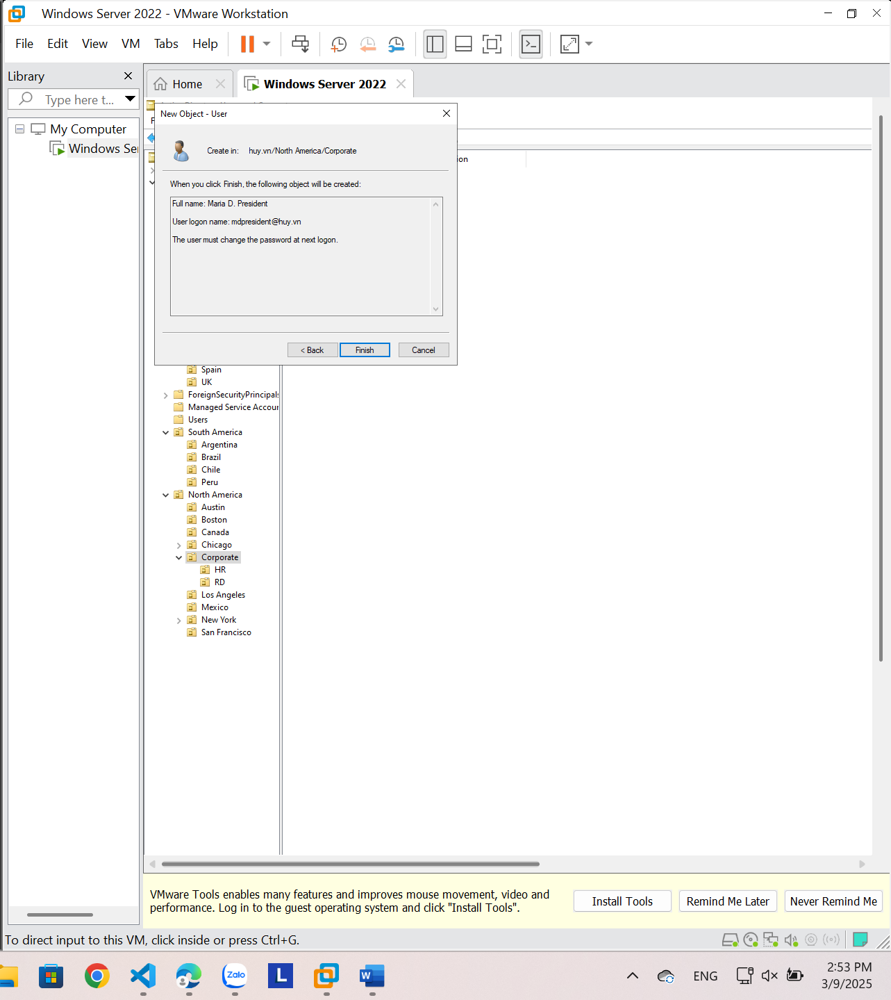 Windows Server 2022 - VMware Workstation
File Edit View VM Tabs Help
Library
Home
Windows Server 2022
Type here t...
My Computer
Windows Ser
New Object - User
Create in: huy.vn/North America/Corporate
When you click Finish, the following object will be created:
Full name: Maria D. President
User logon name: mdpresident@huy.vn
The user must change the password at next logon.
< Back
Finish
Cancel
ion
Spain
UK
ForeignSecurityPrincipals
Managed Service Accour
Users
South America
Argentina
Brazil
Chile
Peru
North America
Austin
Boston
Canada
Chicago
Corporate
HR
RD
Los Angeles
Mexico
New York
San Francisco
VMware Tools enables many features and improves mouse movement, video and
performance. Log in to the guest operating system and click "Install Tools".
Install Tools
Remind Me Later
Never Remind Me
To direct input to this VM, click inside or press Ctrl+G.
Zalo
L
W
ENG
2:53 PM
3/9/2025